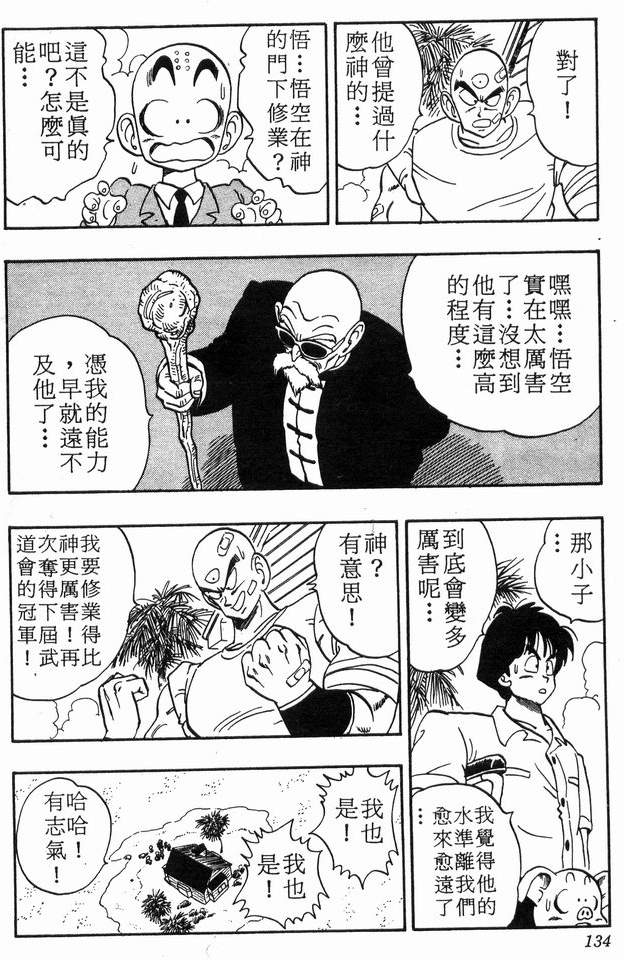 對了！
他曾提過什
麼神的⋯
悟⋯悟空在神
的門下修業？
這不是真的
吧？怎麼可
能⋯
嘿嘿⋯悟空
實在太厲害
了⋯沒想到
他有這麼高
的程度⋯
憑我的能力
，早就遠不
及他了⋯
那小子
⋯
到底會變多
厲害呢⋯
我覺得他的
水準離我們
愈來愈遠了
⋯
神？
有意思！
我要修業得比
神更厲害！再
次奪得下屆武
道會的冠軍！
我也
是！
我也
是！
哈哈！
有志氣！
134